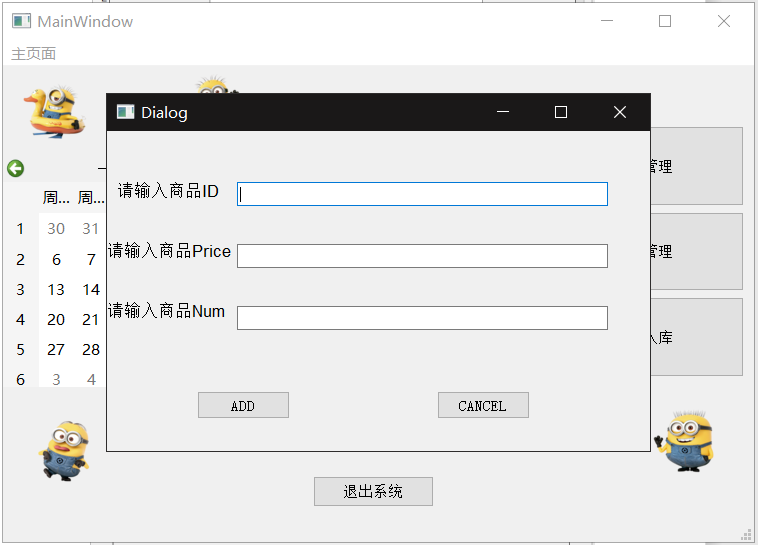 MainWindow
主页面
Dialog
请输入商品ID
请输入商品Price
请输入商品Num
ADD
CANCEL
管理
管理
入库
周... 周...
1 30 31
2 6 7
3 13 14
4 20 21
5 27 28
6 3 4
退出系统